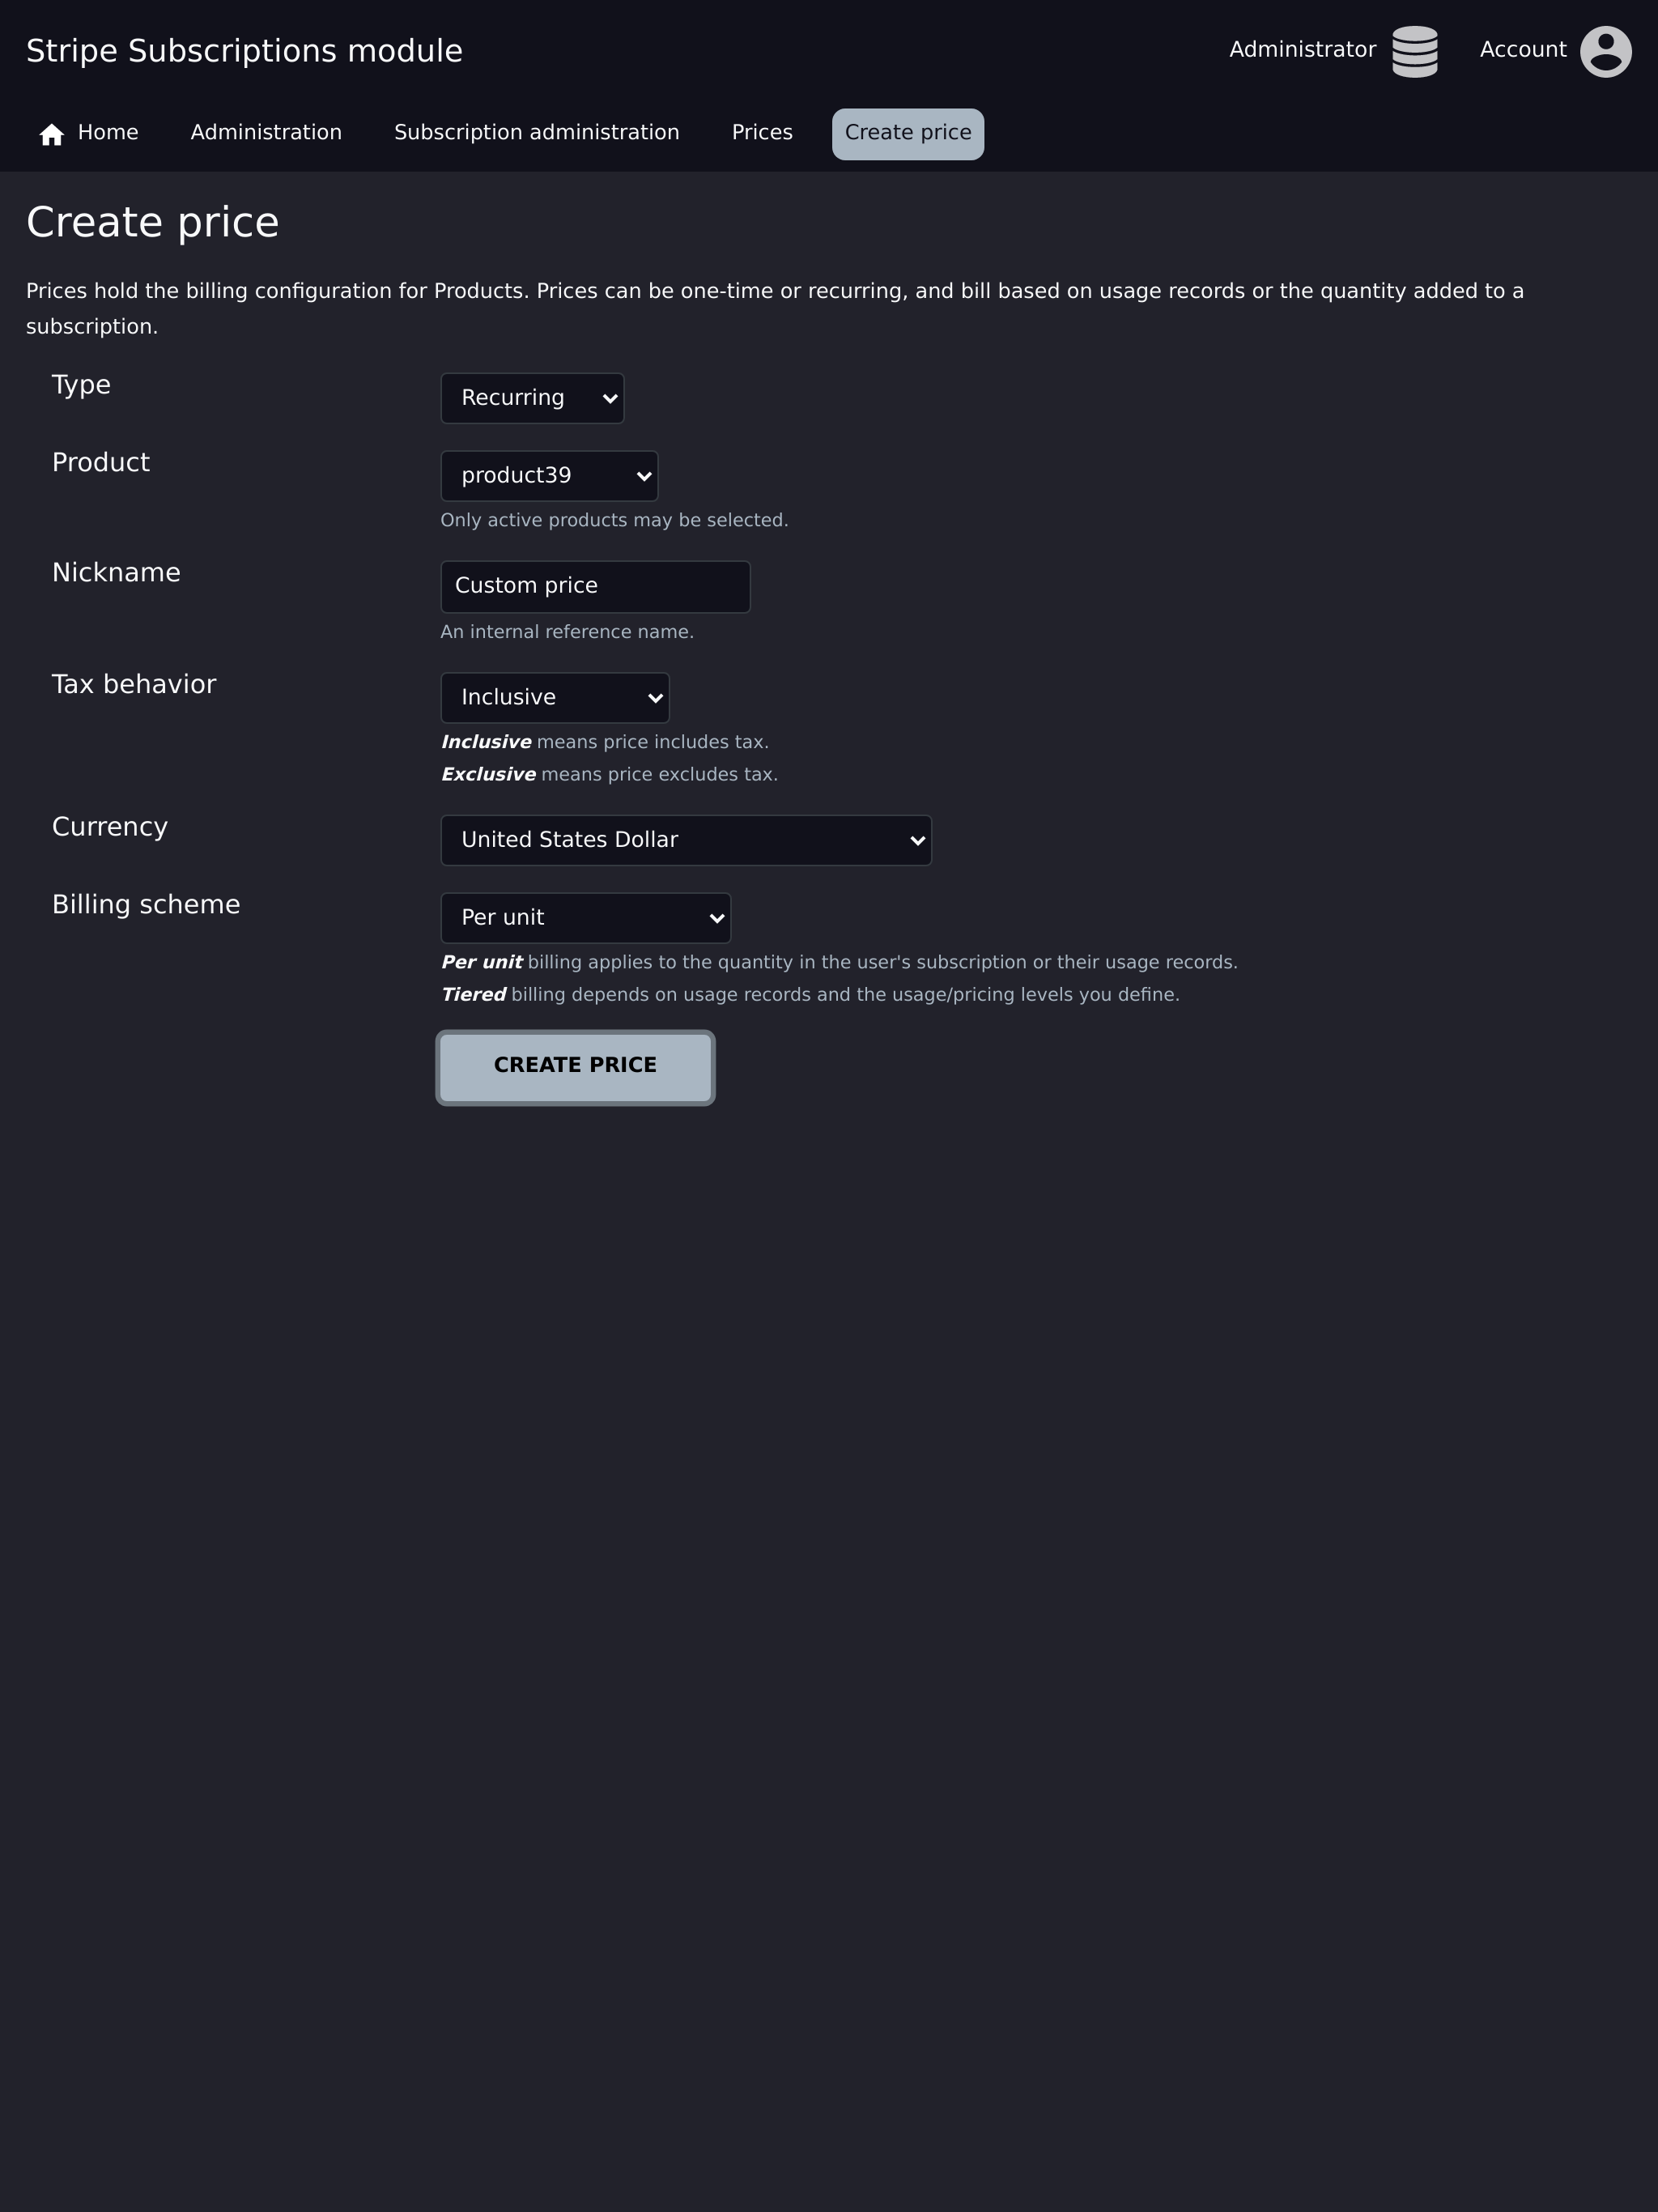 Stripe Subscriptions module
Administrator
Account
Home
Administration
Subscription administration
Prices
Create price
Create price
Prices hold the billing configuration for Products. Prices can be one-time or recurring, and bill based on usage records or the quantity added to a
subscription.
Type
Recurring
Product
product39
Only active products may be selected.
Nickname
Custom price
An internal reference name.
Tax behavior
Inclusive
Inclusive means price includes tax.
Exclusive means price excludes tax.
Currency
United States Dollar
Billing scheme
Per unit
Per unit billing applies to the quantity in the user's subscription or their usage records.
Tiered billing depends on usage records and the usage/pricing levels you define.
CREATE PRICE